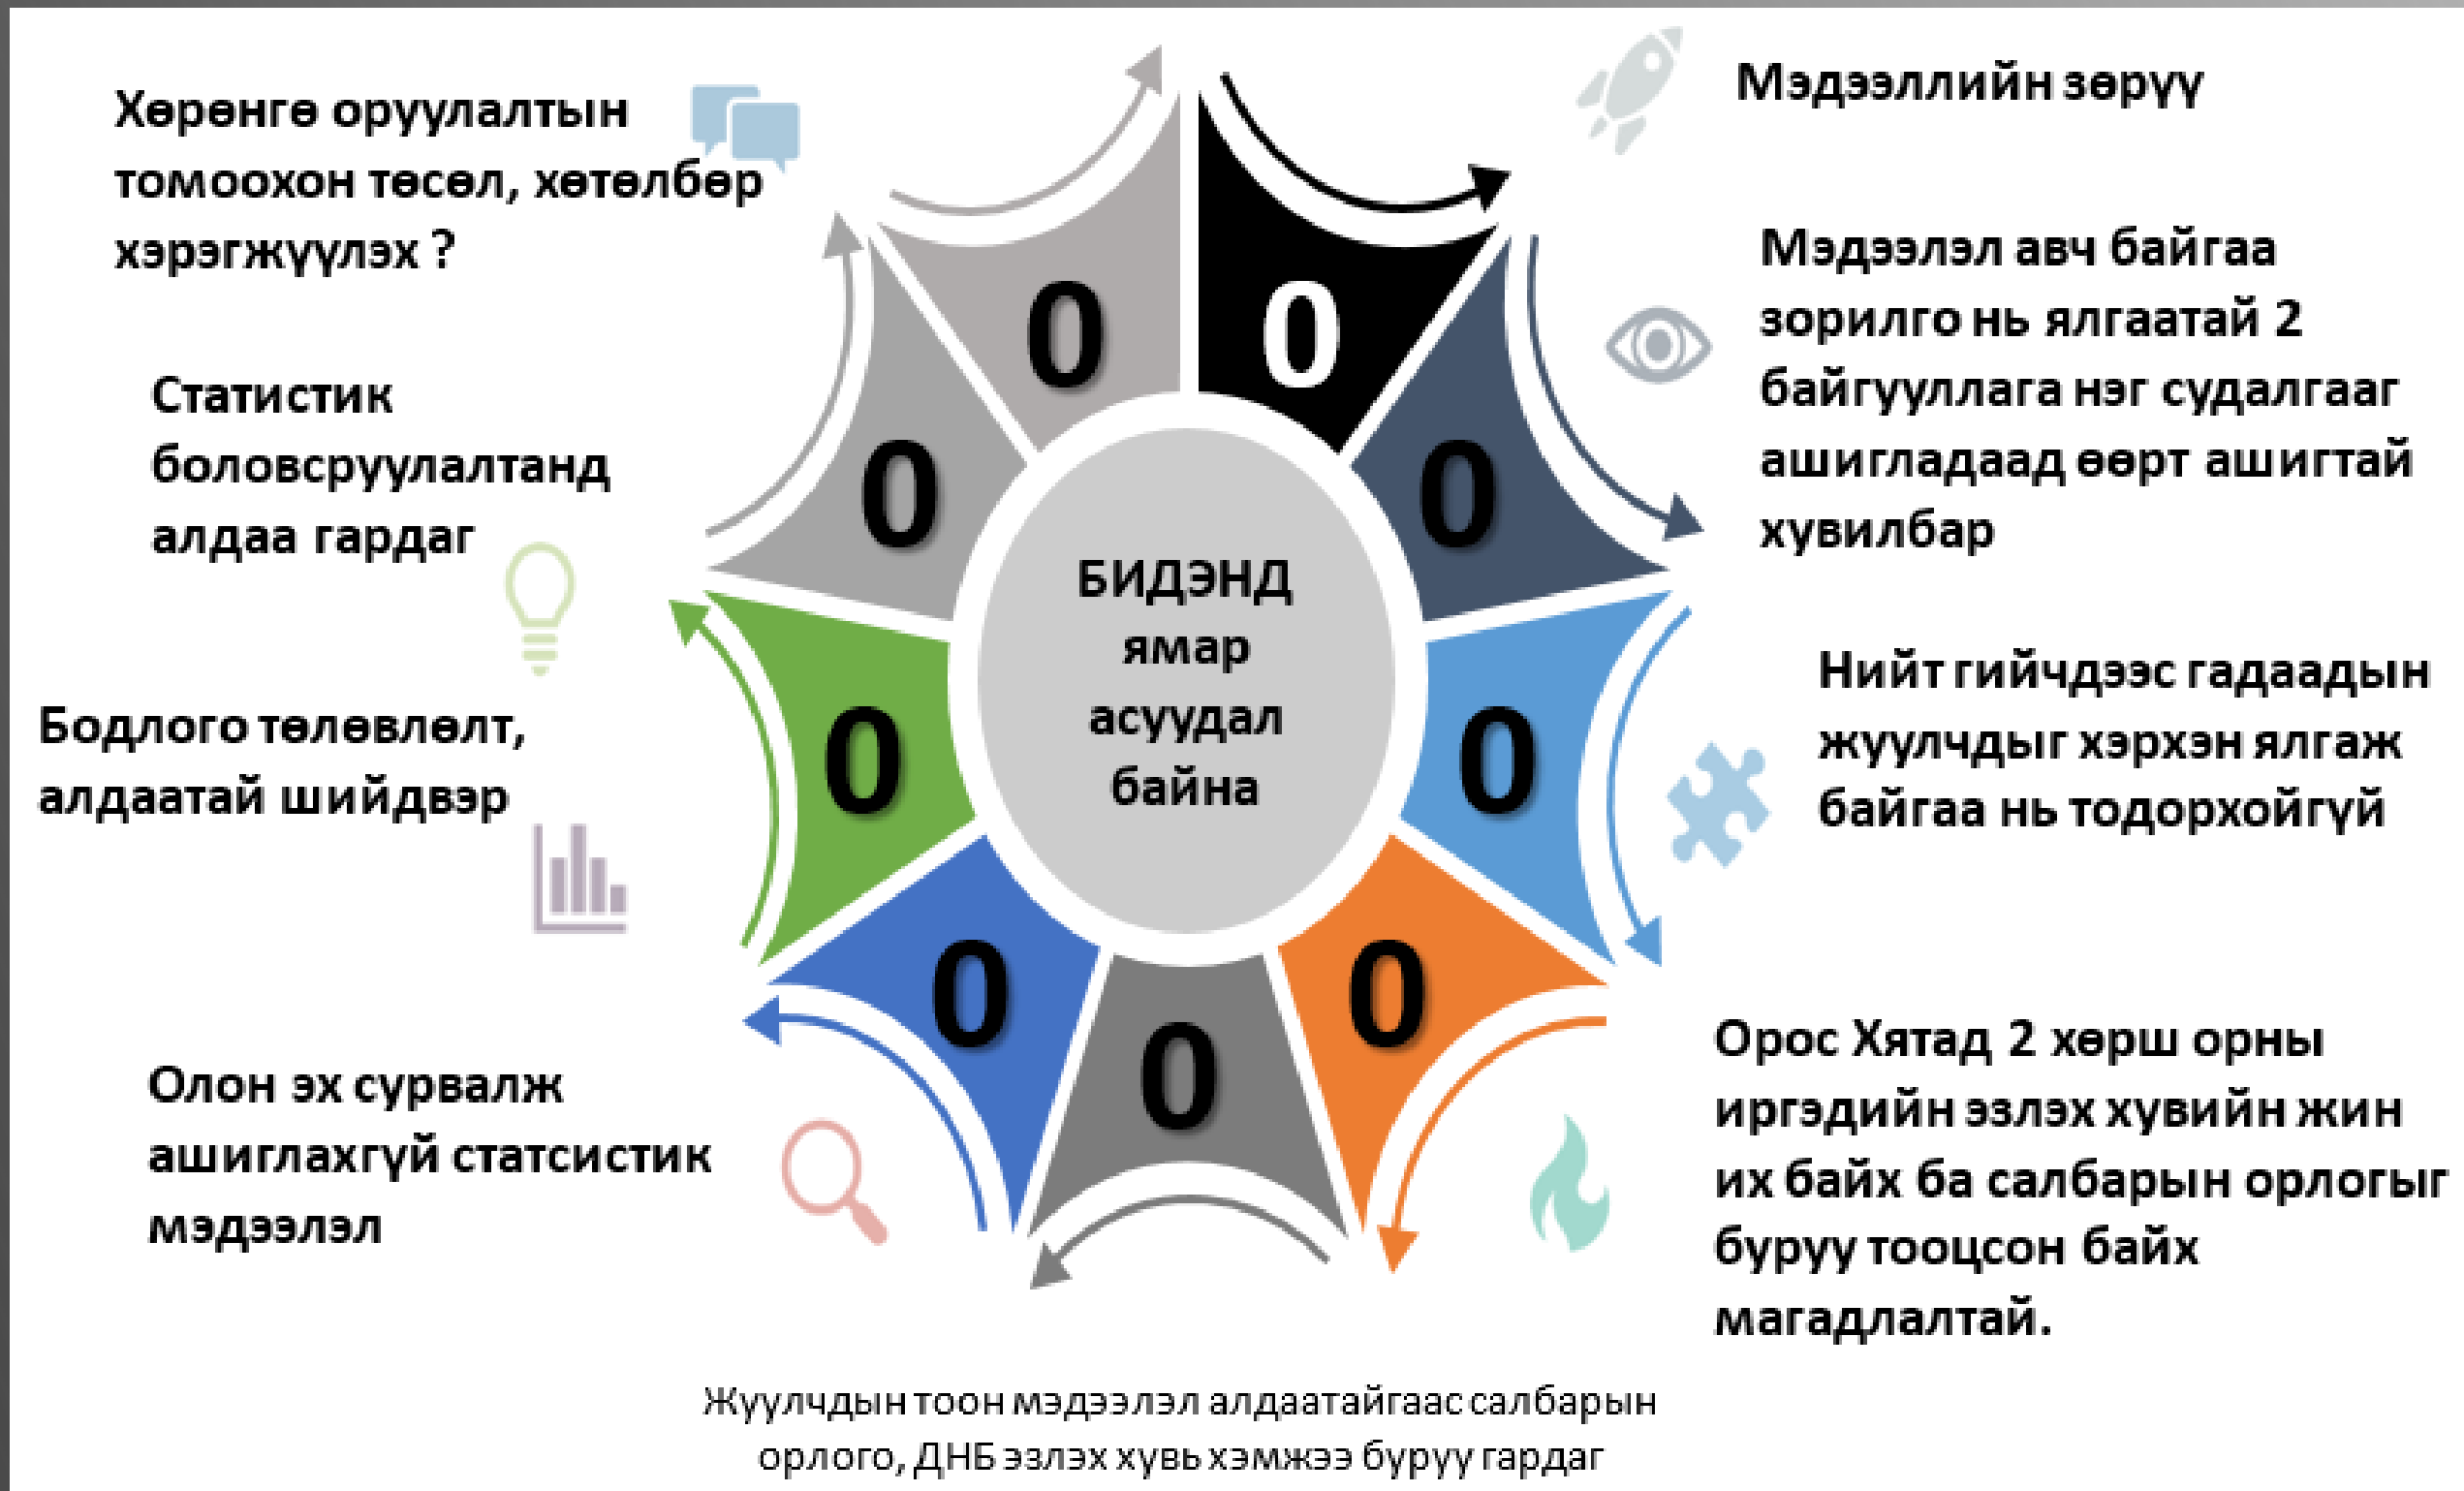 Хөрөнгө оруулалтын
томоохон төсөл, хөтөлбөр
хэрэгжүүлэх ?
Статистик
боловсруулалтанд
алдаа гардаг
Бодлого төлөвлөлт,
алдаатай шийдвэр
Олон эх сурвалж
ашиглахгүй статсистик
мэдээлэл
0
0
0
0
0
0
0
0
0
БИДЭНД
ямар
асуудал
байна
Мэдээллийн зөрүү
Мэдээлэл авч байгаа
зорилго нь ялгаатай 2
байгууллага нэг судалгааг
ашигладаад өөрт ашигтай
хувилбар
Нийт гийчдээс гадаадын
жуулчдыг хэрхэн ялгаж
байгаа нь тодорхойгүй
Орос Хятад 2 хөрш орны
иргэдийн эзлэх хувийн жин
их байх ба салбарын орлогыг
буруу тооцсон байх
магадлалтай.
Жуулчдын тоон мэдээлэл алдаатайгаас салбарын
орлого, ДНБ эзлэх хувь хэмжээ буруу гардаг